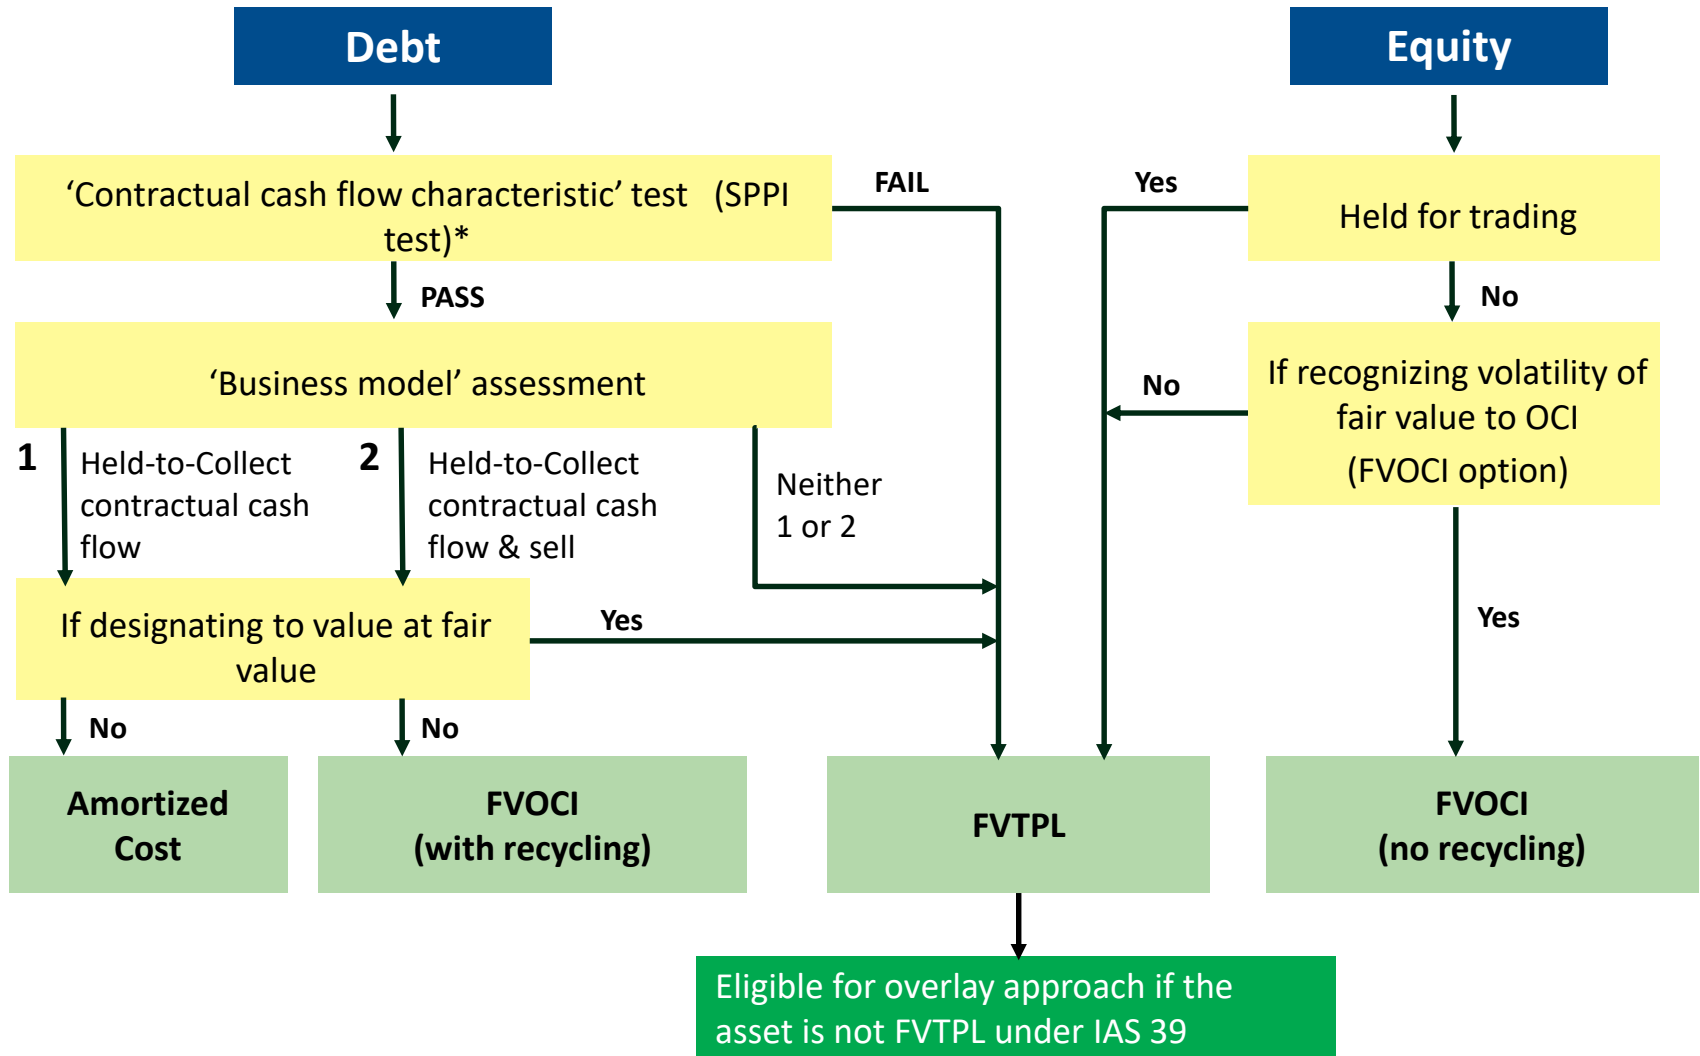 Debt
Equity
‘Contractual cash flow characteristic’ test (SPPI
test)*
FAIL
Yes
Held for trading
PASS
No
‘Business model’ assessment
If recognizing volatility of
fair value to OCI
(FVOCI option)
No
1
Held-to-Collect
contractual cash
flow
2
Held-to-Collect
contractual cash
flow & sell
Neither
1 or 2
If designating to value at fair
value
Yes
Yes
No
No
Amortized
Cost
FVOCI
(with recycling)
FVTPL
FVOCI
(no recycling)
Eligible for overlay approach if the
asset is not FVTPL under IAS 39